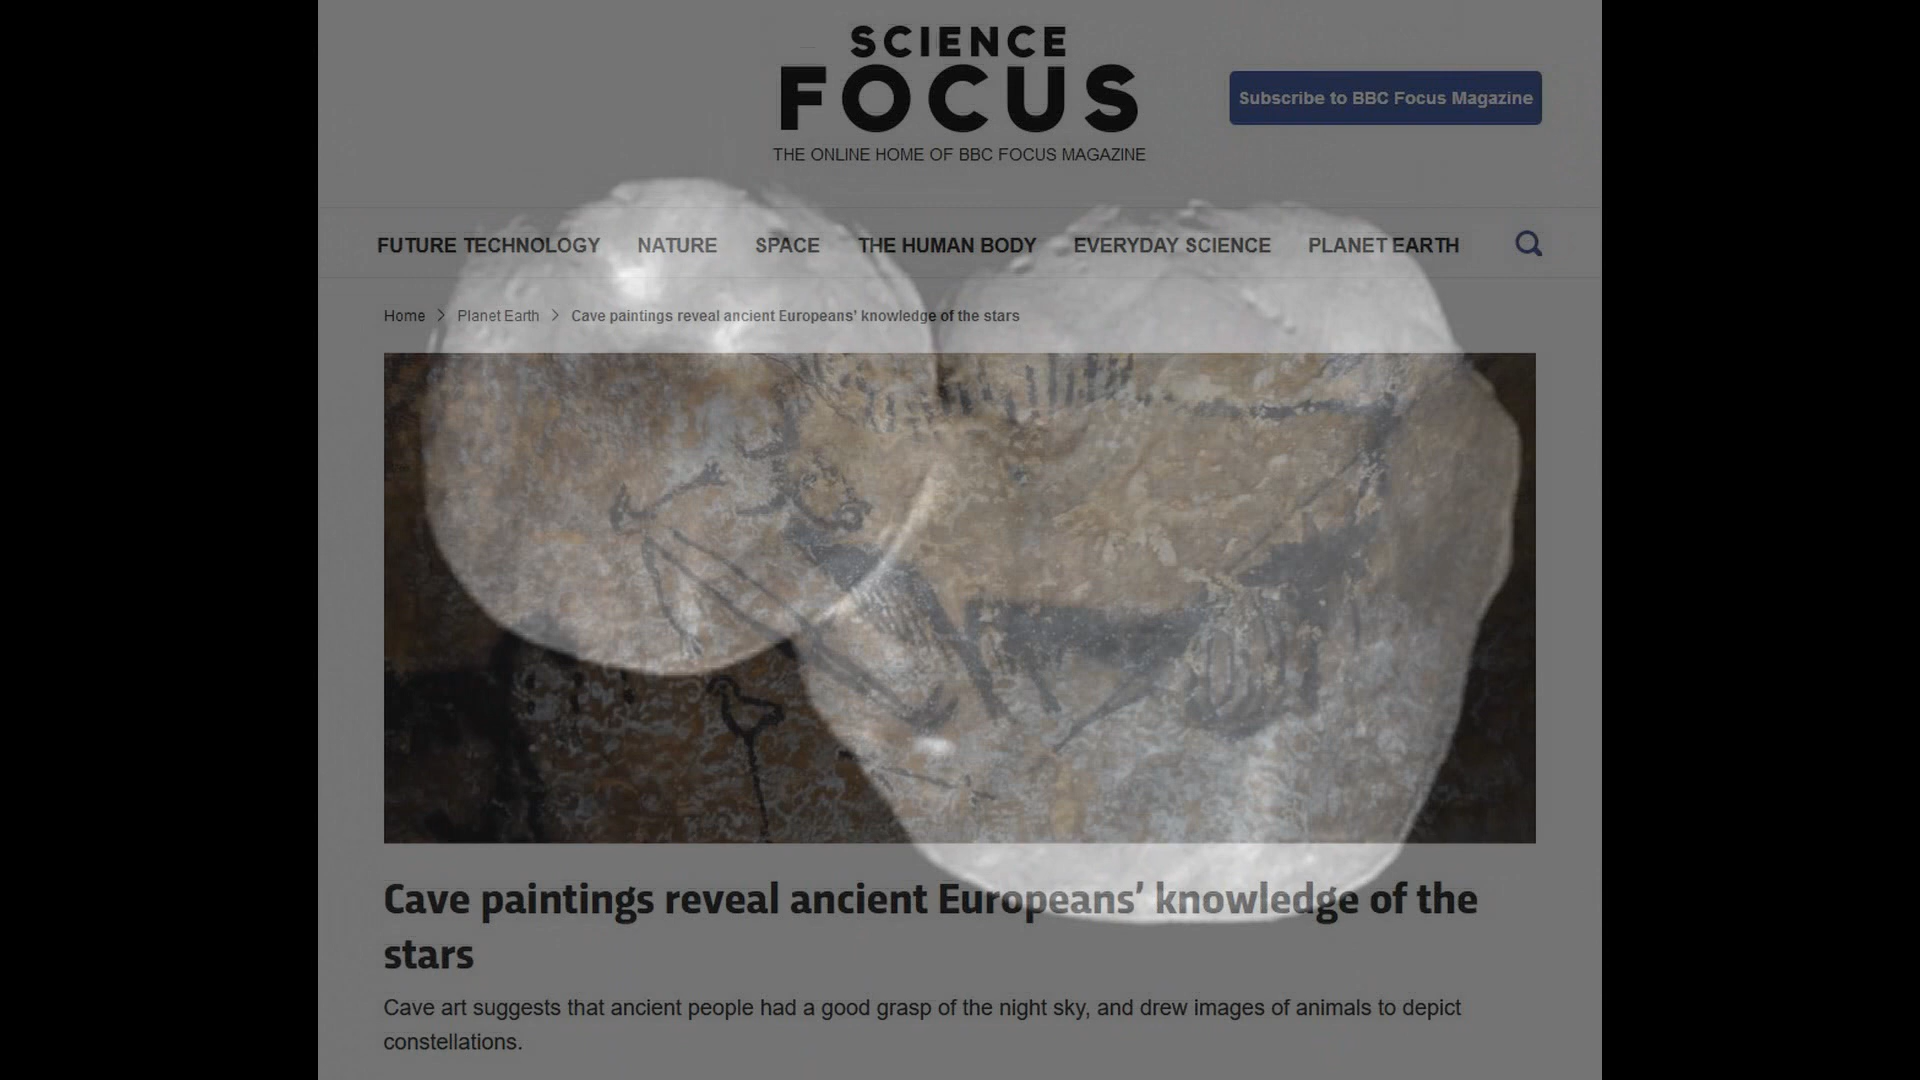 SCIENCE
FOCUS
THE ONLINE HOME OF BBC FOCUS MAGAZINE
Subscribe to BBC Focus Magazine
FUTURE TECHNOLOGY NATURE SPACE THE HUMAN BODY EVERYDAY SCIENCE PLANET EARTH
Home > Planet Earth > Cave paintings reveal ancient Europeans' knowledge of the stars
Cave paintings reveal ancient Europeans’ knowledge of the
stars
Cave art suggests that ancient people had a good grasp of the night sky, and drew images of animals to depict
constellations.